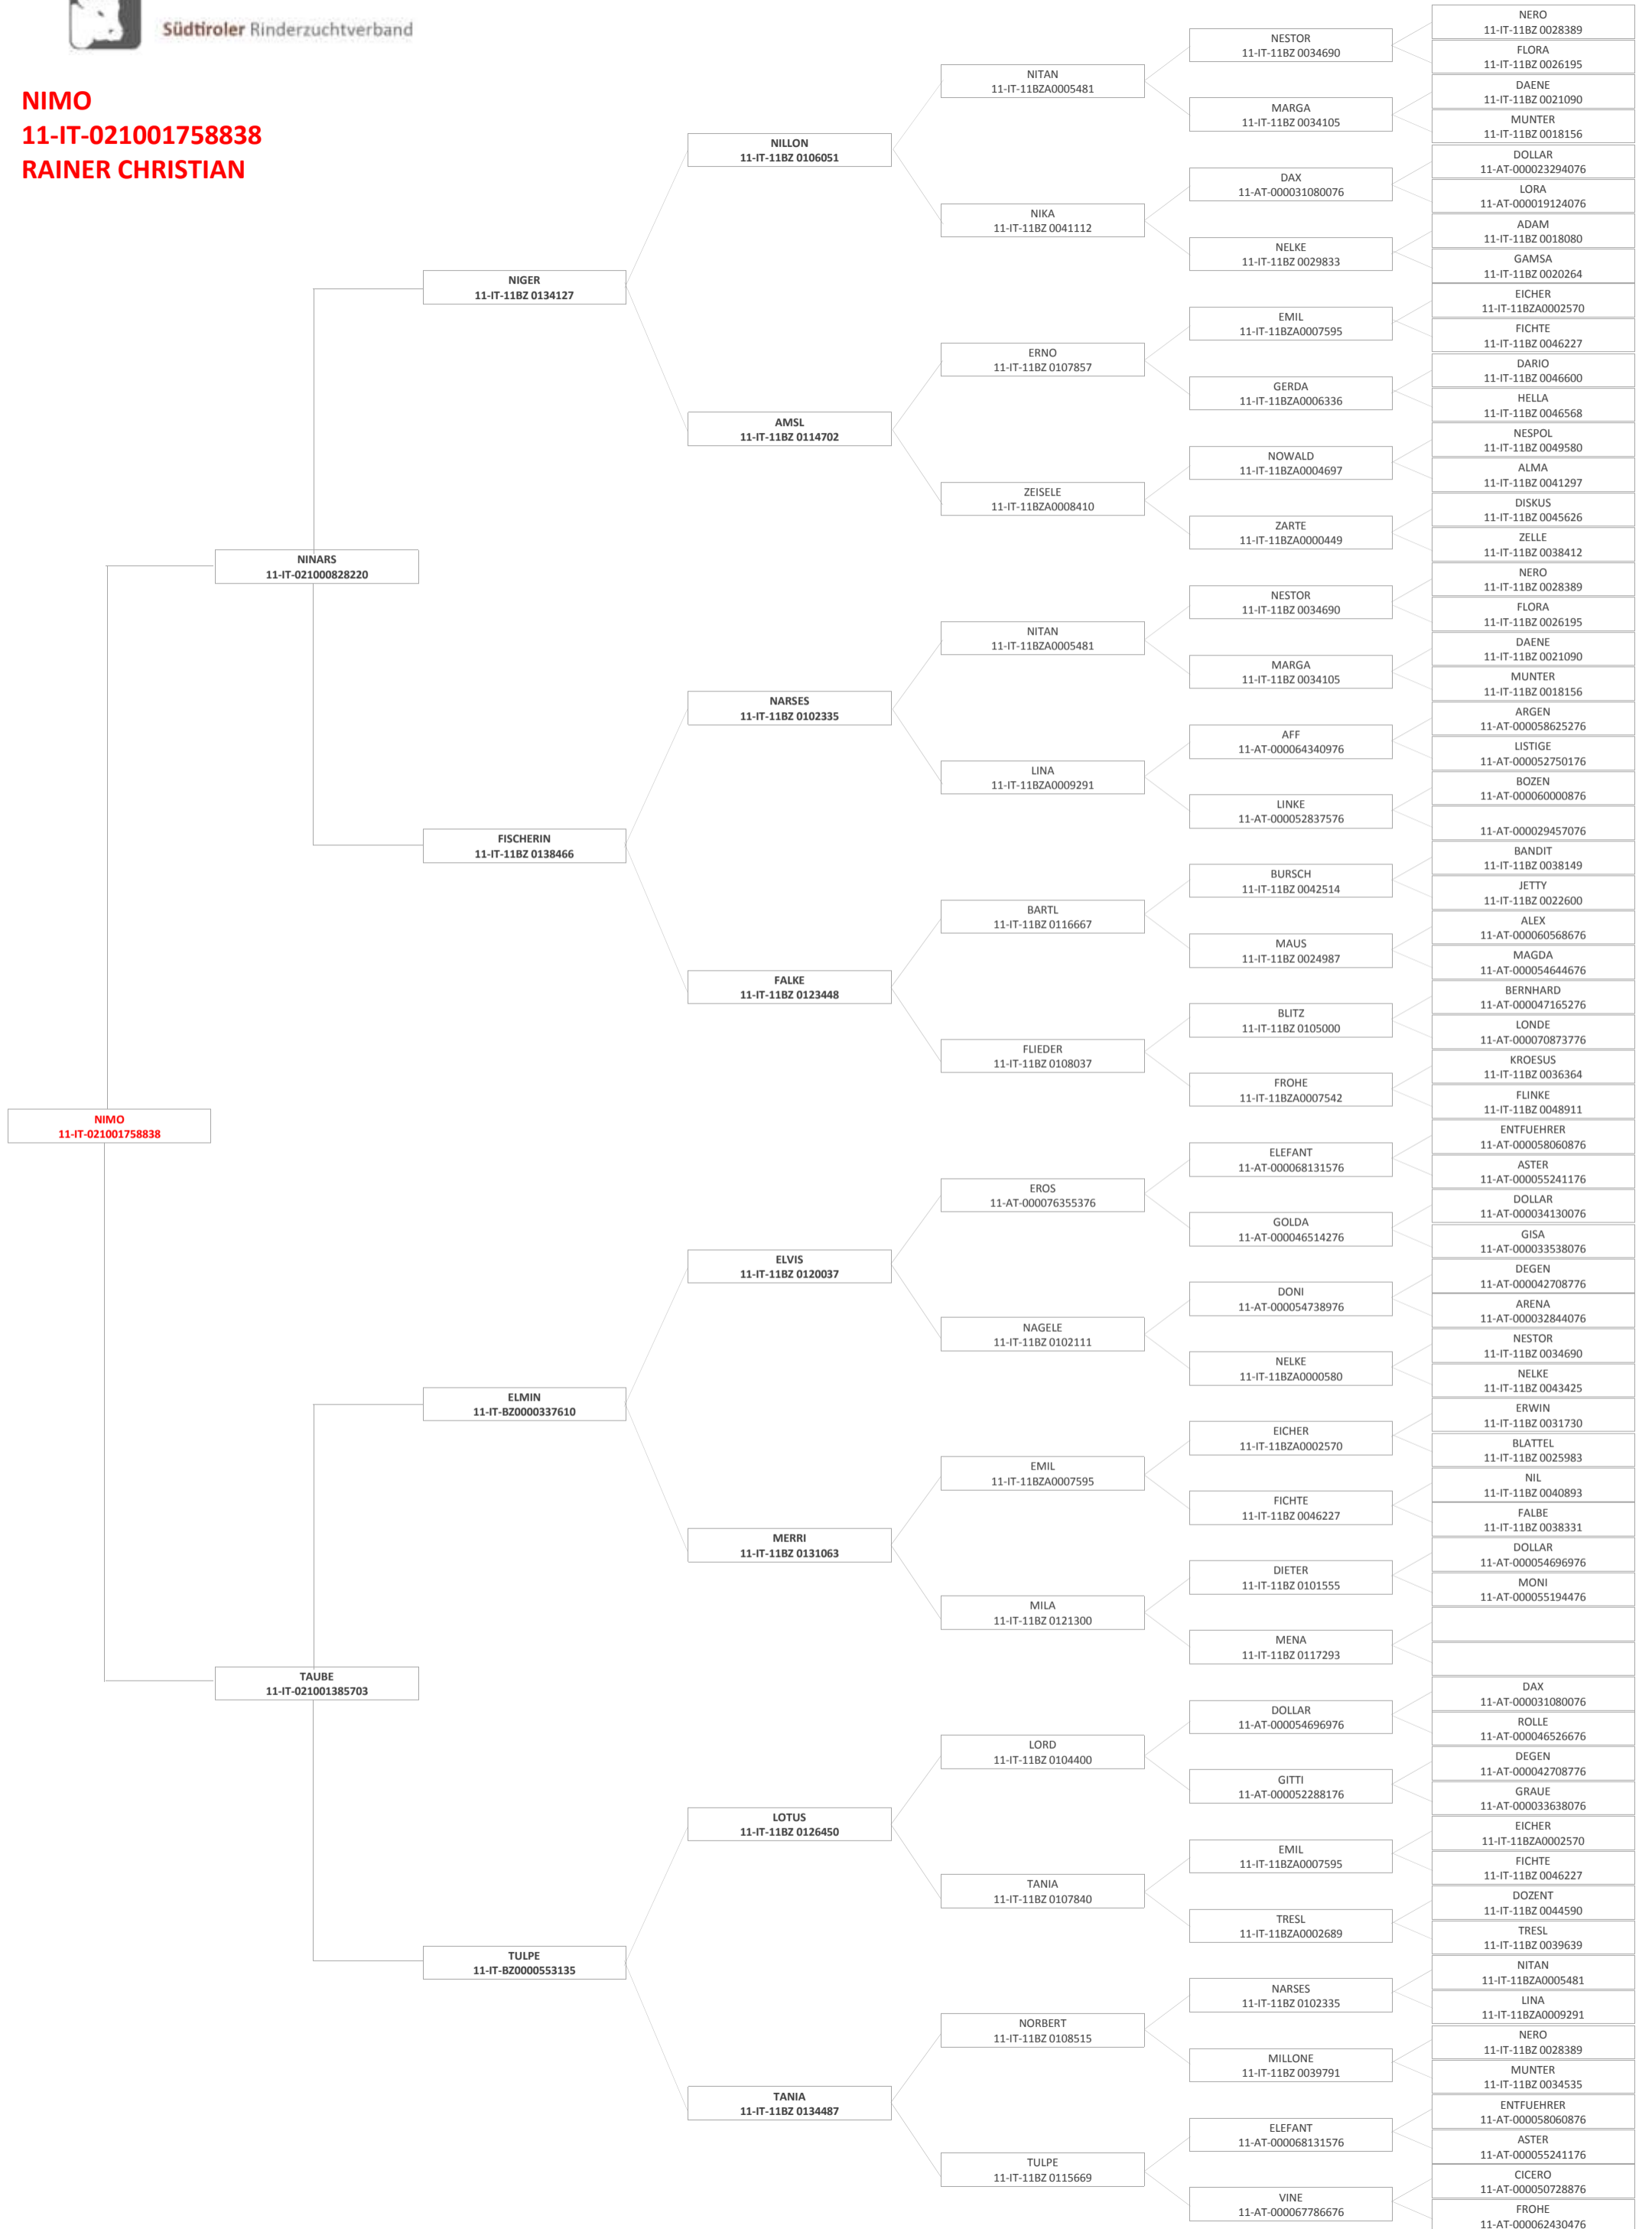 Südtiroler Rinderzuchtverband
NIMO
11-IT-021001758838
RAINER CHRISTIAN
NIMO
11-IT-021001758838
NINARS
11-IT-021000828220
TAUBE
11-IT-021001385703
NIGER
11-IT-11BZ 0134127
FISCHERIN
11-IT-11BZ 0138466
ELMIN
11-IT-BZ0000337610
TULPE
11-IT-BZ0000553135
NILLON
11-IT-11BZ 0106051
AMSL
11-IT-11BZ 0114702
NARSES
11-IT-11BZ 0102335
FALKE
11-IT-11BZ 0123448
ELVIS
11-IT-11BZ 0120037
MERRI
11-IT-11BZ 0131063
LOTUS
11-IT-11BZ 0126450
TANIA
11-IT-11BZ 0134487
NITAN
11-IT-11BZA0005481
NIKA
11-IT-11BZ 0041112
ERNO
11-IT-11BZ 0107857
ZEISELE
11-IT-11BZA0008410
NITAN
11-IT-11BZA0005481
LINA
11-IT-11BZA0009291
BARTL
11-IT-11BZ 0116667
FLIEDER
11-IT-11BZ 0108037
EROS
11-AT-000076355376
NAGELE
11-IT-11BZ 0102111
EMIL
11-IT-11BZA0007595
MILA
11-IT-11BZ 0121300
LORD
11-IT-11BZ 0104400
TANIA
11-IT-11BZ 0107840
NORBERT
11-IT-11BZ 0108515
TULPE
11-IT-11BZ 0115669
NESTOR
11-IT-11BZ 0034690
MARGA
11-IT-11BZ 0034105
DAX
11-AT-000031080076
NELKE
11-IT-11BZ 0029833
EMIL
11-IT-11BZA0007595
GERDA
11-IT-11BZA0006336
NOWALD
11-IT-11BZA0004697
ZARTE
11-IT-11BZA0000449
NESTOR
11-IT-11BZ 0034690
MARGA
11-IT-11BZ 0034105
AFF
11-AT-000064340976
LINKE
11-AT-000052837576
BURSCH
11-IT-11BZ 0042514
MAUS
11-IT-11BZ 0024987
BLITZ
11-IT-11BZ 0105000
FROHE
11-IT-11BZA0007542
ELEFANT
11-AT-000068131576
GOLDA
11-AT-000046514276
DONI
11-AT-000054738976
NELKE
11-IT-11BZA0000580
EICHER
11-IT-11BZA0002570
FICHTE
11-IT-11BZ 0046227
DIETER
11-IT-11BZ 0101555
MENA
11-IT-11BZ 0117293
DOLLAR
11-AT-000054696976
GITTI
11-AT-000052288176
EMIL
11-IT-11BZA0007595
TRESL
11-IT-11BZA0002689
NARSES
11-IT-11BZ 0102335
MILLONE
11-IT-11BZ 0039791
ELEFANT
11-AT-000068131576
VINE
11-AT-000067786676
NERO
11-IT-11BZ 0028389
FLORA
11-IT-11BZ 0026195
DAENE
11-IT-11BZ 0021090
MUNTER
11-IT-11BZ 0018156
DOLLAR
11-AT-000023294076
LORA
11-AT-000019124076
ADAM
11-IT-11BZ 0018080
GAMSA
11-IT-11BZ 0020264
EICHER
11-IT-11BZA0002570
FICHTE
11-IT-11BZ 0046227
DARIO
11-IT-11BZ 0046600
HELLA
11-IT-11BZ 0046568
NESPOL
11-IT-11BZ 0049580
ALMA
11-IT-11BZ 0041297
DISKUS
11-IT-11BZ 0045626
ZELLE
11-IT-11BZ 0038412
NERO
11-IT-11BZ 0028389
FLORA
11-IT-11BZ 0026195
DAENE
11-IT-11BZ 0021090
MUNTER
11-IT-11BZ 0018156
ARGEN
11-AT-000058625276
LISTIGE
11-AT-000052750176
BOZEN
11-AT-000060000876
11-AT-000029457076
BANDIT
11-IT-11BZ 0038149
JETTY
11-IT-11BZ 0022600
ALEX
11-AT-000060568676
MAGDA
11-AT-000054644676
BERNHARD
11-AT-000047165276
LONDE
11-AT-000070873776
KROESUS
11-IT-11BZ 0036364
FLINKE
11-IT-11BZ 0048911
ENTFUEHRER
11-AT-000058060876
ASTER
11-AT-000055241176
DOLLAR
11-AT-000034130076
GISA
11-AT-000033538076
DEGEN
11-AT-000042708776
ARENA
11-AT-000032844076
NESTOR
11-IT-11BZ 0034690
NELKE
11-IT-11BZ 0043425
ERWIN
11-IT-11BZ 0031730
BLATTEL
11-IT-11BZ 0025983
NIL
11-IT-11BZ 0040893
FALBE
11-IT-11BZ 0038331
DOLLAR
11-AT-000054696976
MONI
11-AT-000055194476
DAX
11-AT-000031080076
ROLLE
11-AT-000046526676
DEGEN
11-AT-000042708776
GRAUE
11-AT-000033638076
EICHER
11-IT-11BZA0002570
FICHTE
11-IT-11BZ 0046227
DOZENT
11-IT-11BZ 0044590
TRESL
11-IT-11BZ 0039639
NITAN
11-IT-11BZA0005481
LINA
11-IT-11BZA0009291
NERO
11-IT-11BZ 0028389
MUNTER
11-IT-11BZ 0034535
ENTFUEHRER
11-AT-000058060876
ASTER
11-AT-000055241176
CICERO
11-AT-000050728876
FROHE
11-AT-000062430476